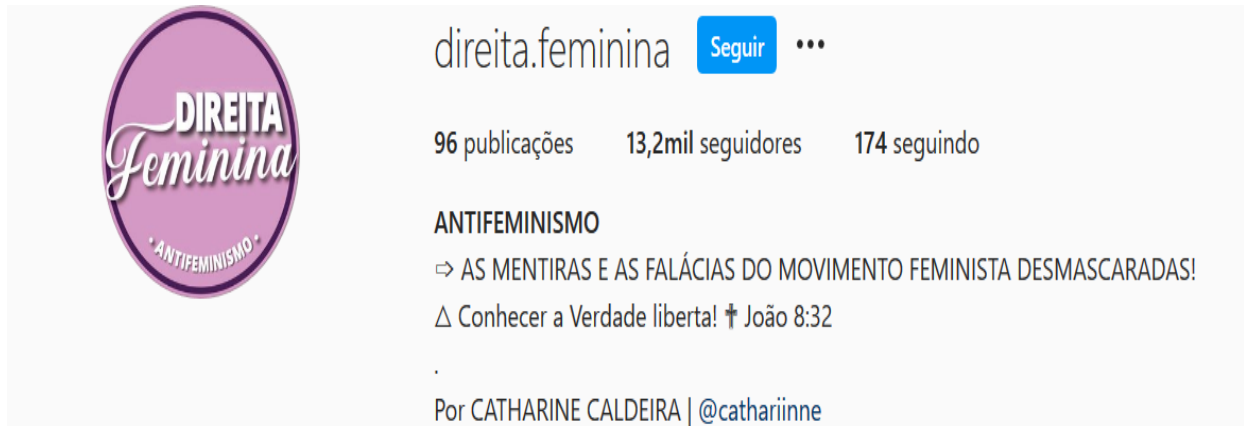 DIREITA
Feminina
· ANTIFEMINISMO ·
direita.feminina Seguir •••
96 publicações 13,2mil seguidores 174 seguindo
ANTIFEMINISMO
⇨ AS MENTIRAS E AS FALÁCIAS DO MOVIMENTO FEMINISTA DESMASCARADAS!
△ Conhecer a Verdade liberta! ✝ João 8:32
.
Por CATHARINE CALDEIRA | @cathariinne